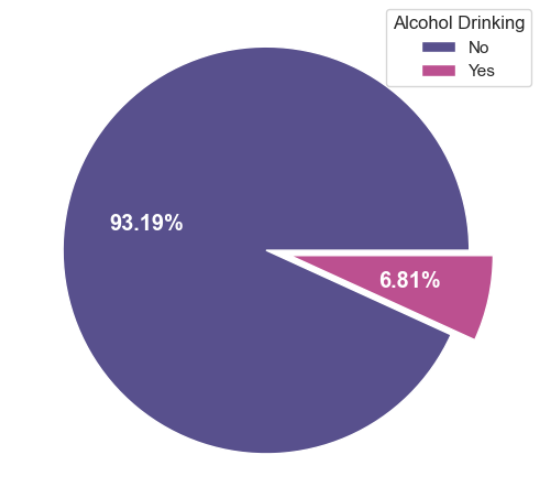 Alcohol Drinking
No
Yes
93.19%
6.81%